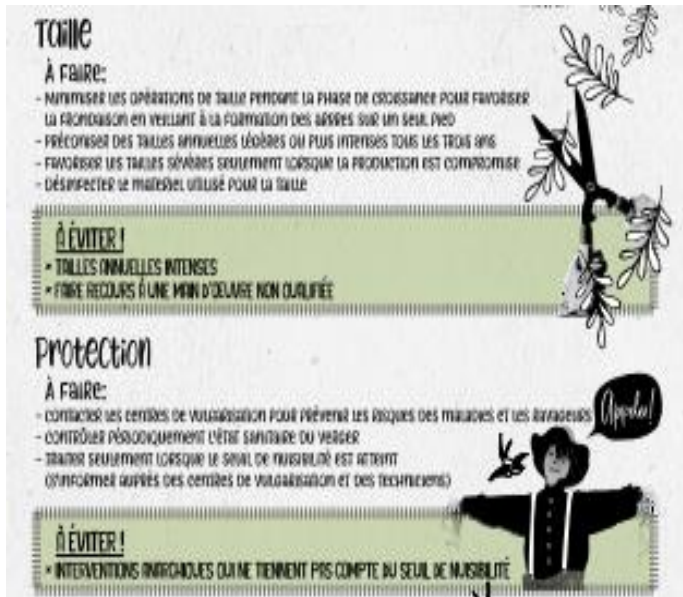 Taille
À FAIRE:
- MINIMISER LES OPÉRATIONS DE TAILLE PENDANT LA PHASE DE CROISSANCE POUR FAVORISER
LA FRONDAISON EN VEILLANT À LA FORMATION DES ARBRES SUR UN SEUL PIED
- PRÉCONISER DES TAILLES ANNUELLES LÉGÈRES OU PLUS INTENSES TOUS LES TROIS ANS
- FAVORISER LES TAILLES SÉVÈRES SEULEMENT LORSQUE LA PRODUCTION EST COMPROMISE
- DÉSINFECTER LE MATERIEL UTILISÉ POUR LA TAILLE
À ÉVITER !
* TAILLES ANNUELLES INTENSES
* FAIRE RECOURS À UNE MAIN D'OEUVRE NON QUALIFIÉE
Protection
À FAIRE:
- CONTACTER LES CENTRES DE VULGARISATION POUR PRÉVENIR LES RISQUES DES MALADIES ET LES RAVAGEURS
- CONTRÔLER PÉRIODIQUEMENT L'ÉTAT SANITAIRE DU VERGER
- TRAITER SEULEMENT LORSQUE LE SEUIL DE NUISIBILITÉ EST ATTEINT
(S'INFORMER AUPRÈS DES CENTRES DE VULGARISATION ET DES TECHNICIENS)
À ÉVITER !
* INTERVENTIONS ANARCHIQUES QUI NE TIENNENT PAS COMPTE DU SEUIL DE NUISIBILITÉ